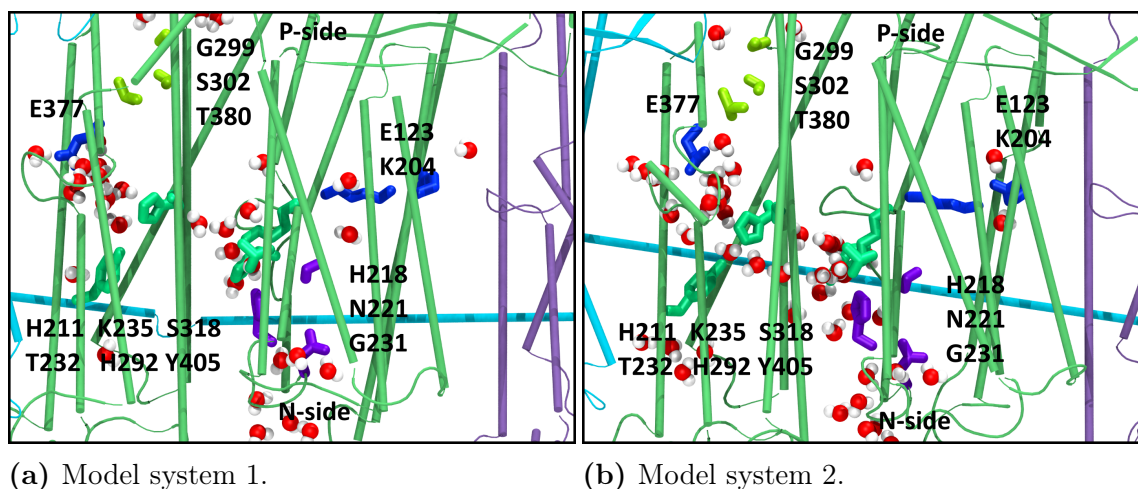 P-side
G299
S302
T380
E377
E123
K204
H218
N221
G231
H211 K235 S318
T232 H292 Y405
N-side
P-side
G299
S302
T380
E377
E123
K204
H218
N221
G231
H211 K235 S318
T232 H292 Y405
N-side
(a) Model system 1.
(b) Model system 2.